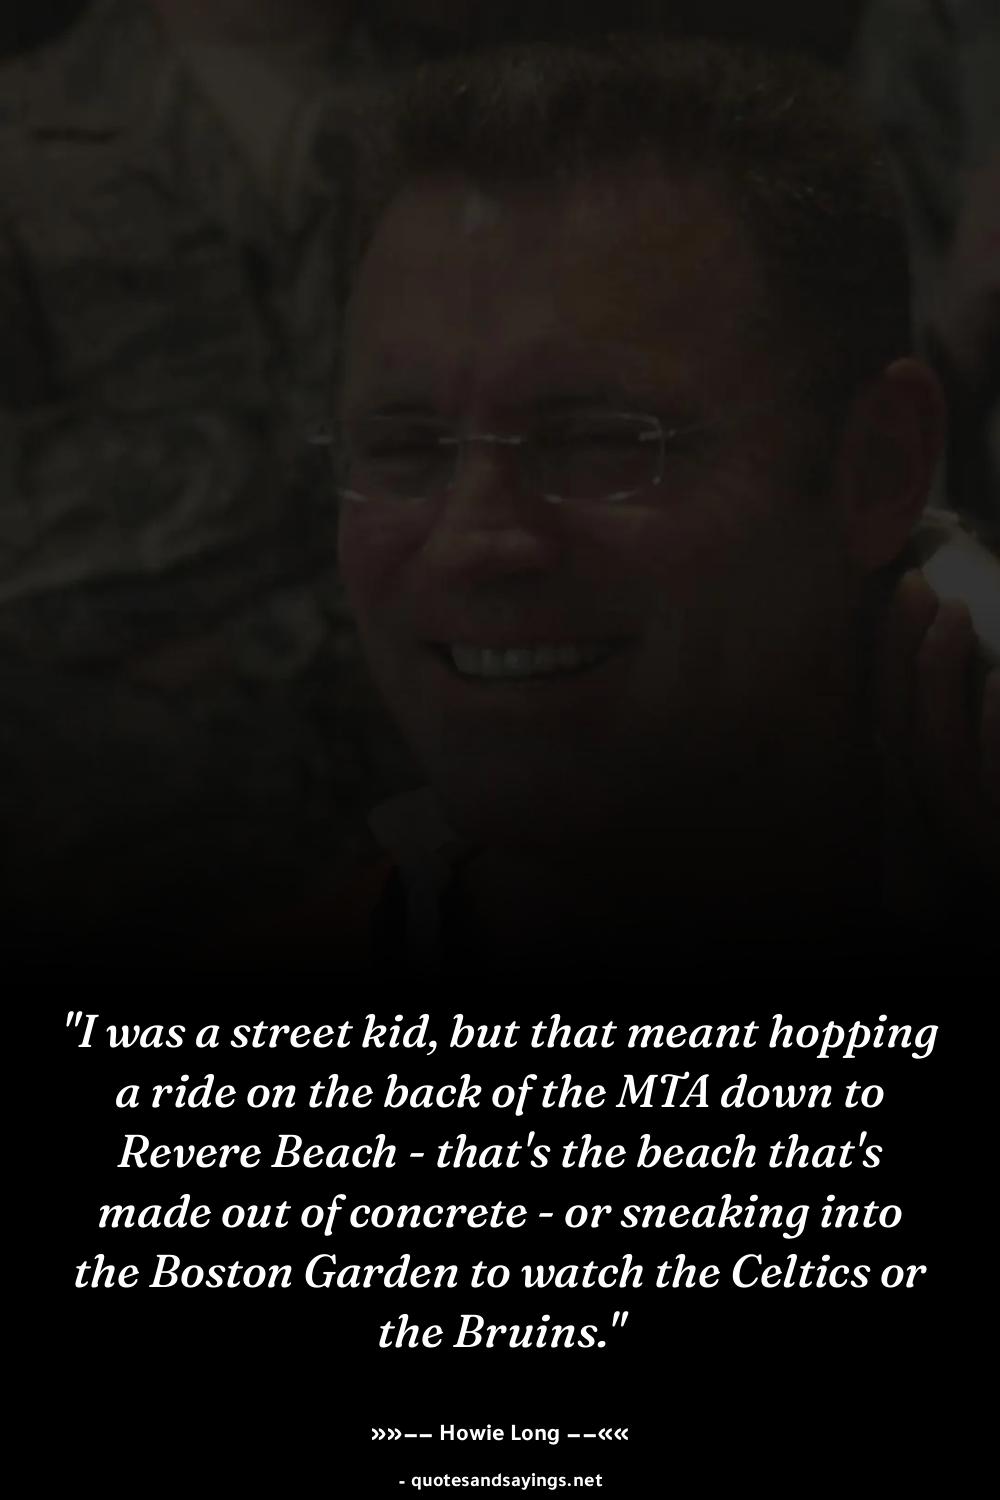 "I was a street kid, but that meant hopping
a ride on the back of the MTA down to
Revere Beach - that's the beach that's
made out of concrete - or sneaking into
the Boston Garden to watch the Celtics or
the Bruins."
»»–– Howie Long ––««
- quotesandsayings.net